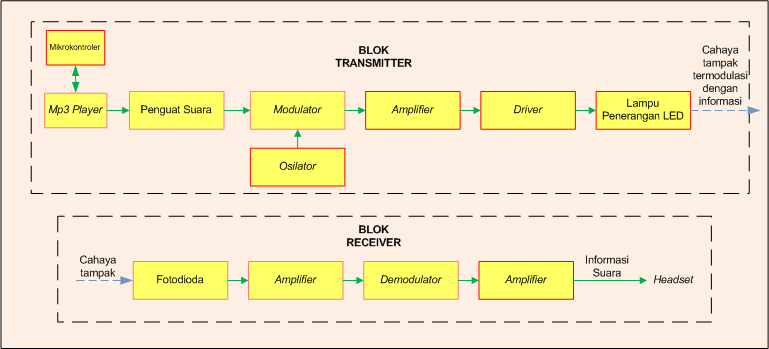 BLOK
TRANSMITTER
Mikrokontroler
Mp3 Player
Penguat Suara
Modulator
Amplifier
Driver
Lampu
Penerangan LED
Cahaya
tampak
termodulasi
dengan
informasi
Osilator
BLOK
RECEIVER
Cahaya
tampak
Fotodioda
Amplifier
Demodulator
Amplifier
Informasi
Suara
Headset